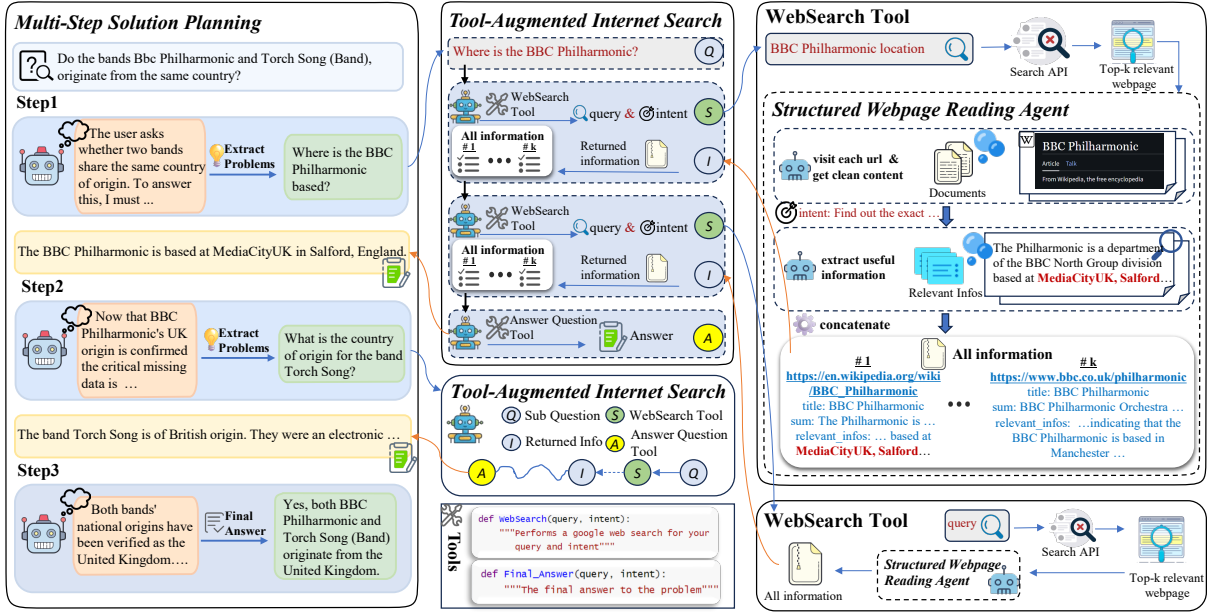 Multi-Step Solution Planning
Do the bands Bbc Philharmonic and Torch Song (Band),
originate from the same country?
Step1
The user asks
whether two bands
share the same country
of origin. To answer
this, I must ...
Extract
Problems
Where is the BBC
Philharmonic
based?
The BBC Philharmonic is based at MediaCityUK in Salford, England.
Step2
Now that BBC
Philharmonic's UK
origin is confirmed
the critical missing
data is …
Extract
Problems
What is the country
of origin for the band
Torch Song?
The band Torch Song is of British origin. They were an electronic …
Step3
Both bands'
national origins have
been verified as the
United Kingdom.…
Final
Answer
Yes, both BBC
Philharmonic and
Torch Song (Band)
originate from the
United Kingdom.
Tool-Augmented Internet Search
Where is the BBC Philharmonic?
Q
WebSearch
Tool
query & intent
S
All information
# 1
# k
Returned
information
I
WebSearch
Tool
query & intent
S
All information
# 1
# k
Returned
information
I
Answer Question
Tool
Answer
A
Tool-Augmented Internet Search
Q Sub Question
S WebSearch Tool
I Returned Info
A Answer Question
Tool
A
I
S
Q
Tools
def WebSearch(query, intent):
"""Performs a google web search for your
query and intent"""
def Final_Answer(query, intent):
"""The final answer to the problem"""
WebSearch Tool
BBC Philharmonic location
Search API
Top-k relevant
webpage
Structured Webpage Reading Agent
visit each url &
get clean content
Documents
W
BBC Philharmonic
Article Talk
From Wikipedia, the free encyclopedia
intent: Find out the exact …
extract useful
information
Relevant Infos
The Philharmonic is a department
of the BBC North Group division
based at MediaCityUK, Salford…
concatenate
All information
# 1
https://en.wikipedia.org/wiki
/BBC_Philharmonic
title: BBC Philharmonic
sum: The Philharmonic is …
relevant_infos: … based at
MediaCityUK, Salford…
# k
https://www.bbc.co.uk/philharmonic
title: BBC Philharmonic
sum: BBC Philharmonic Orchestra …
relevant_infos: …indicating that the
BBC Philharmonic is based in
Manchester …
WebSearch Tool
query
Search API
Top-k relevant
webpage
Structured Webpage
Reading Agent
All information